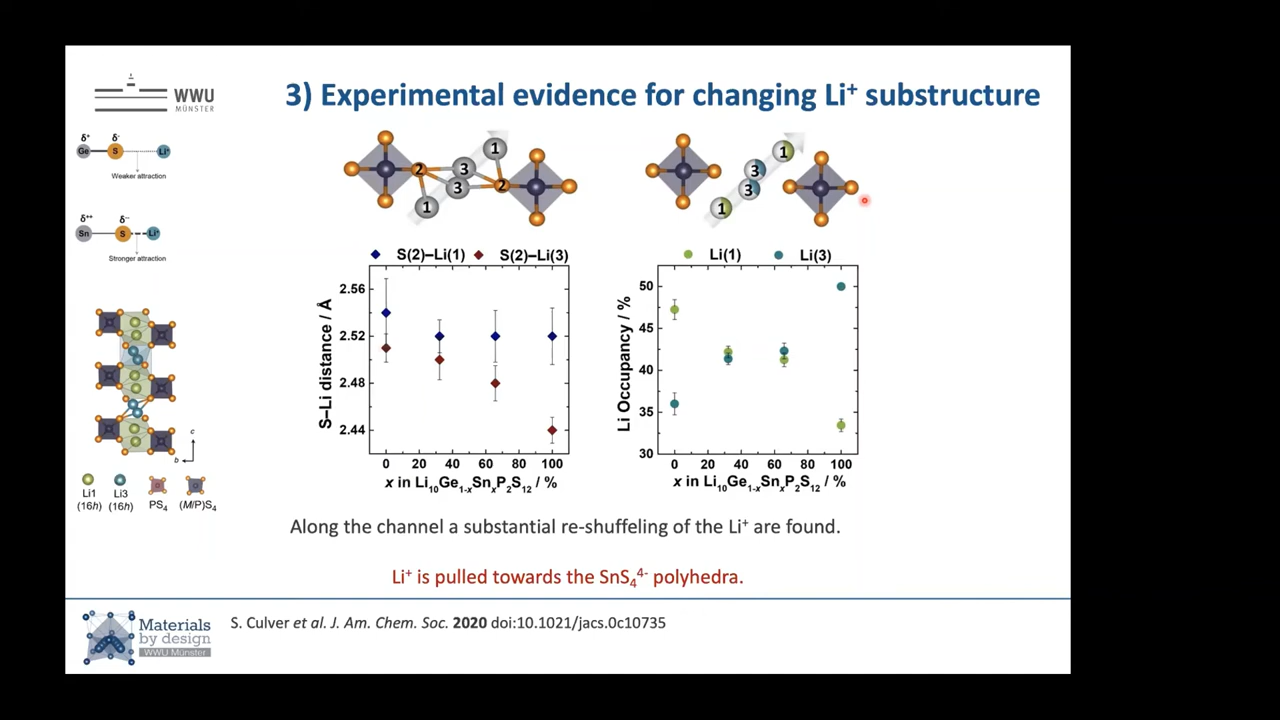 WWU
MÜNSTER
3) Experimental evidence for changing Li⁺ substructure
δ⁺ δ⁻
Ge S Li⁺
Weaker attraction
δ⁺⁺ δ⁻⁻
Sn S Li⁺
Stronger attraction
c
b
Li1 Li3 PS₄ (M/P)S₄
(16h) (16h)
1
2 3
3 2
1
1
3
3
1
S(2)–Li(1) S(2)–Li(3)
S–Li distance / Å
2.56
2.52
2.48
2.44
0 20 40 60 80 100
x in Li₁₀Ge₁₋ₓSnₓP₂S₁₂ / %
Li(1) Li(3)
Li Occupancy / %
50
45
40
35
30
0 20 40 60 80 100
x in Li₁₀Ge₁₋ₓSnₓP₂S₁₂ / %
Along the channel a substantial re-shuffeling of the Li⁺ are found.
Li⁺ is pulled towards the SnS₄⁴⁻ polyhedra.
Materials
by design
WWU Münster
S. Culver et al. J. Am. Chem. Soc. 2020 doi:10.1021/jacs.0c10735